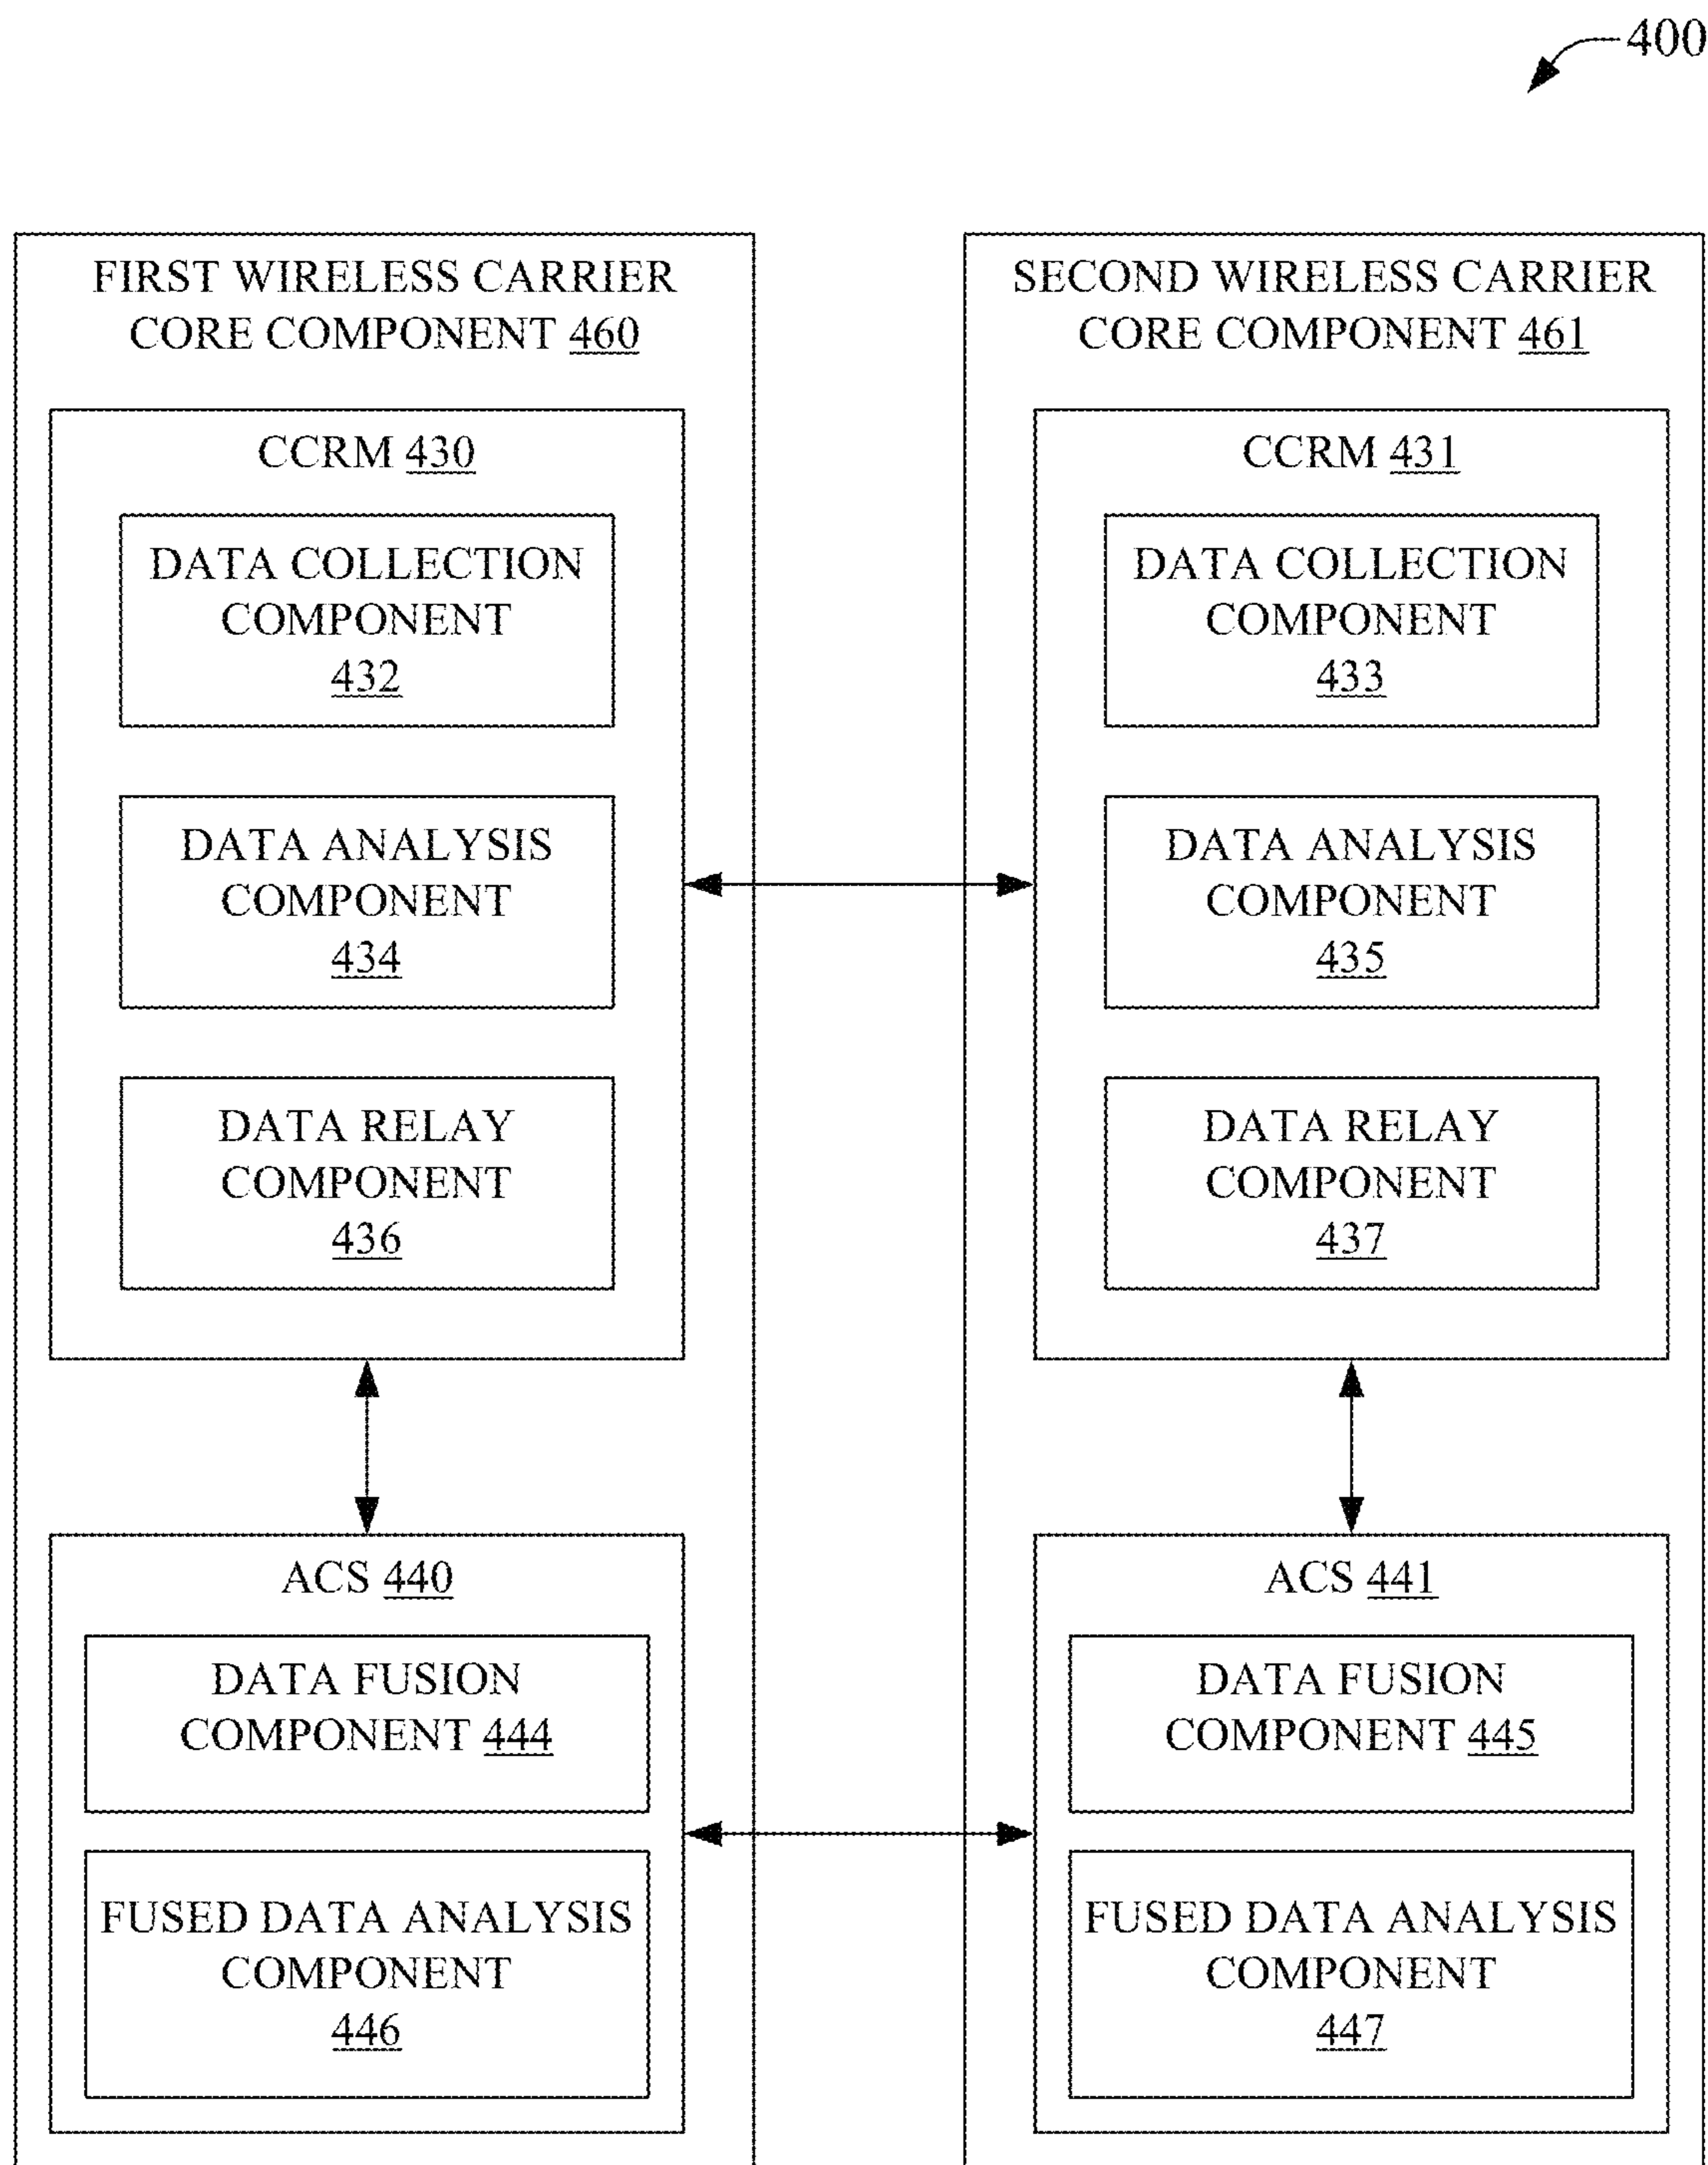 400
FIRST WIRELESS CARRIER
CORE COMPONENT 460
CCRM 430
DATA COLLECTION
COMPONENT
432
DATA ANALYSIS
COMPONENT
434
DATA RELAY
COMPONENT
436
ACS 440
DATA FUSION
COMPONENT 444
FUSED DATA ANALYSIS
COMPONENT
446
SECOND WIRELESS CARRIER
CORE COMPONENT 461
CCRM 431
DATA COLLECTION
COMPONENT
433
DATA ANALYSIS
COMPONENT
435
DATA RELAY
COMPONENT
437
ACS 441
DATA FUSION
COMPONENT 445
FUSED DATA ANALYSIS
COMPONENT
447